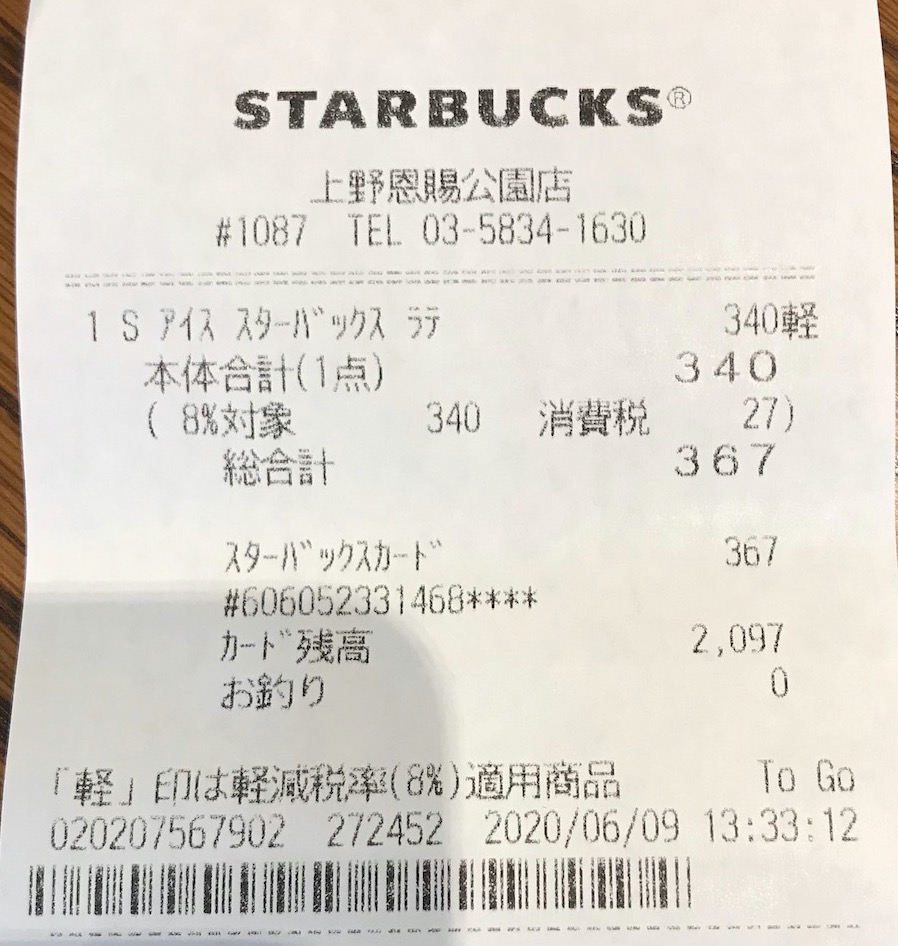 STARBUCKS®
上野恩賜公園店
#1087 TEL 03-5834-1630
1 S ｱｲｽ ｽﾀｰﾊﾞｯｸｽ ﾗﾃ 340軽
本体合計(1点) 340
( 8%対象 340 消費税 27)
総合計 367
ｽﾀｰﾊﾞｯｸｽｶｰﾄﾞ 367
#606052331468****
ｶｰﾄﾞ残高 2,097
お釣り 0
「軽」印は軽減税率(8%)適用商品 To Go
020207567902 272452 2020/06/09 13:33:12